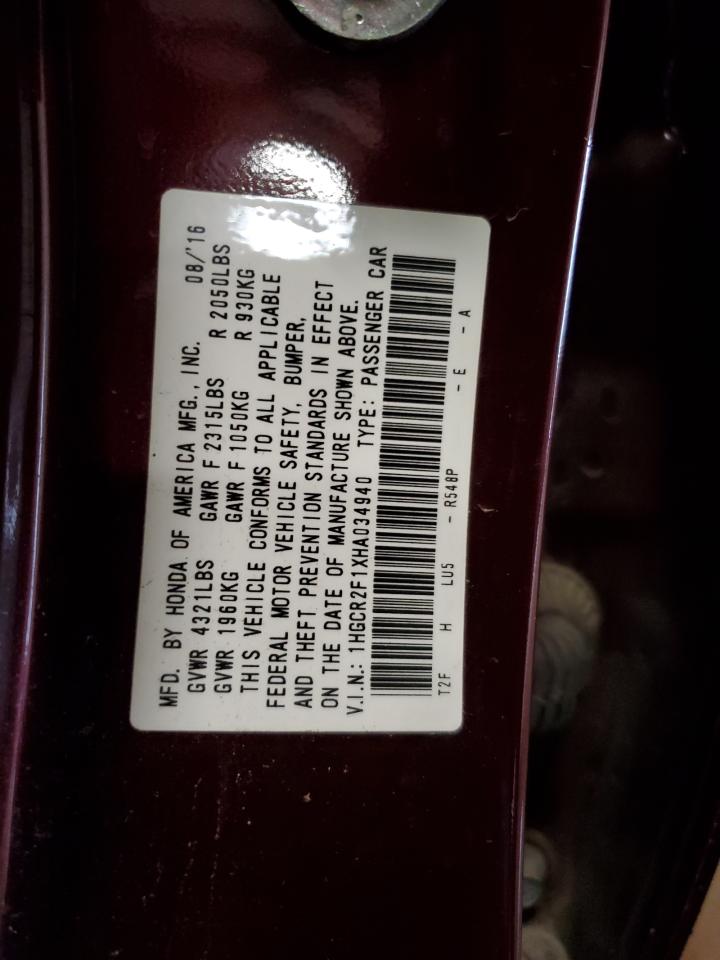 MFD. BY HONDA OF AMERICA MFG., INC. 08/'16
GVWR 4321LBS GAWR F 2315LBS R 2050LBS
GVWR 1960KG GAWR F 1050KG R 930KG
THIS VEHICLE CONFORMS TO ALL APPLICABLE
FEDERAL MOTOR VEHICLE SAFETY, BUMPER,
AND THEFT PREVENTION STANDARDS IN EFFECT
ON THE DATE OF MANUFACTURE SHOWN ABOVE.
V.I.N.: 1HGCR2F1XHA034940 TYPE: PASSENGER CAR
T2F H LU5 - R548P - E - A